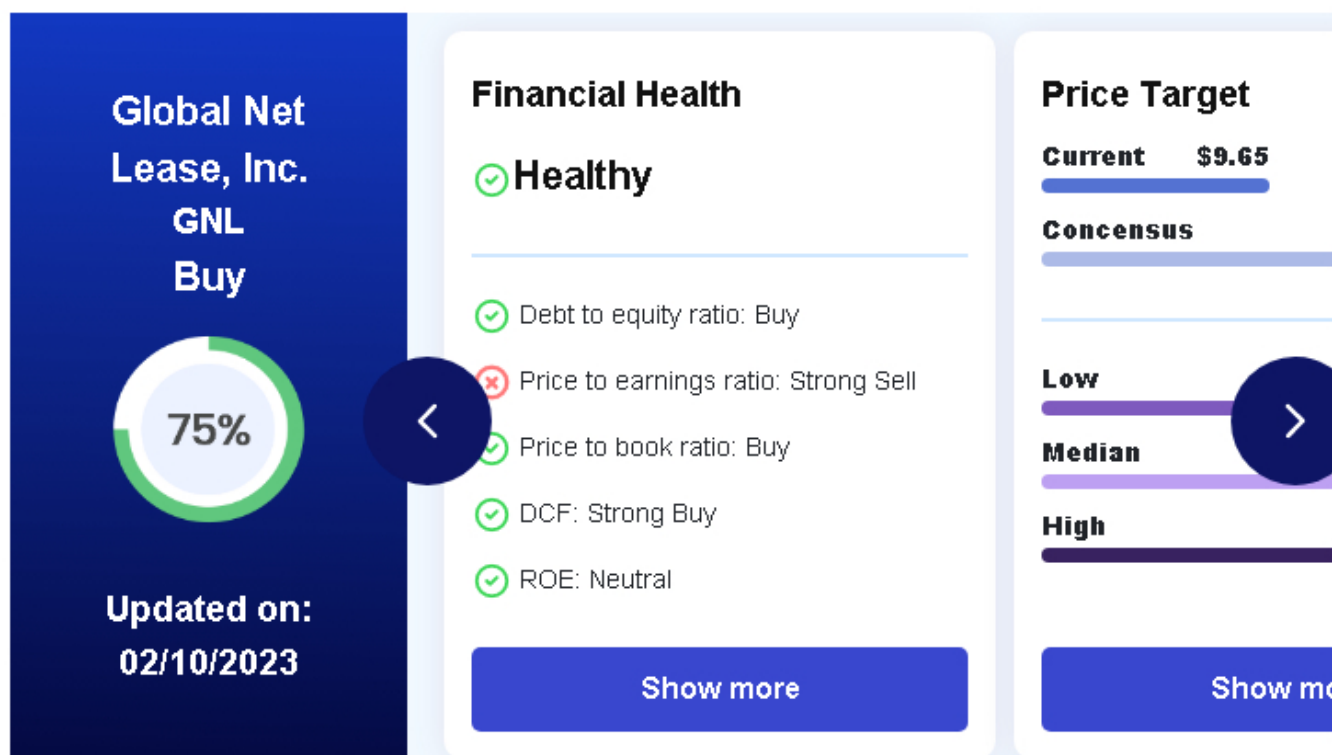 Global Net
Lease, Inc.
GNL
Buy
75%
Updated on:
02/10/2023
Financial Health
Healthy
Debt to equity ratio: Buy
Price to earnings ratio: Strong Sell
Price to book ratio: Buy
DCF: Strong Buy
ROE: Neutral
Show more
Price Target
Current $9.65
Concensus
Low
Median
High
Show